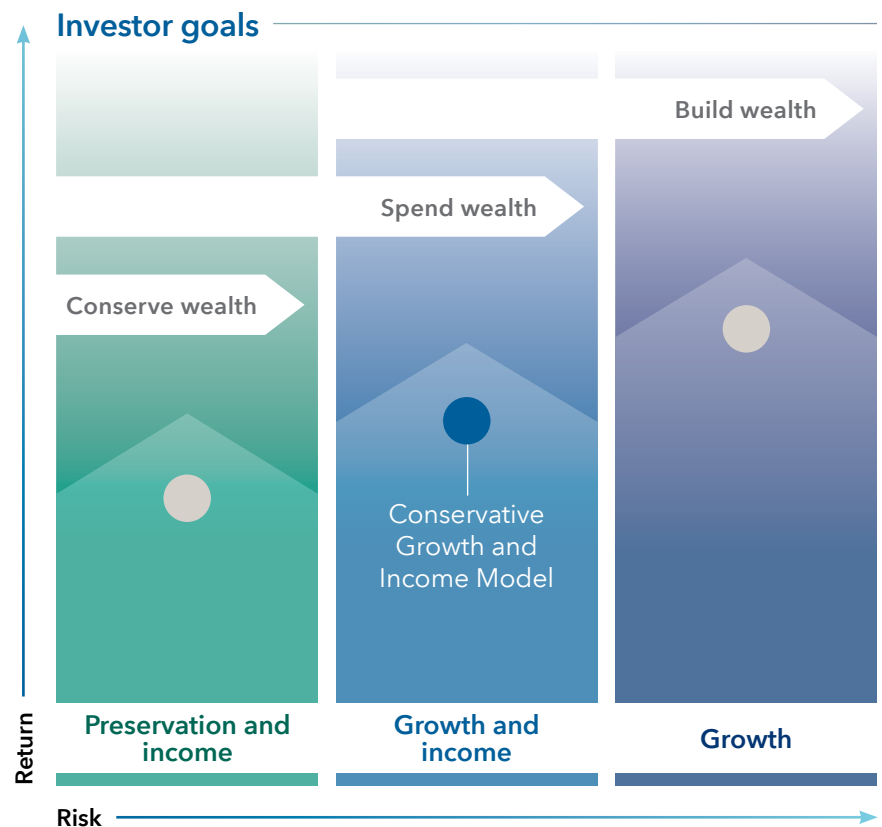 Investor goals
Build wealth
Spend wealth
Conserve wealth
Conservative
Growth and
Income Model
Return
Preservation and
income
Growth and
income
Growth
Risk